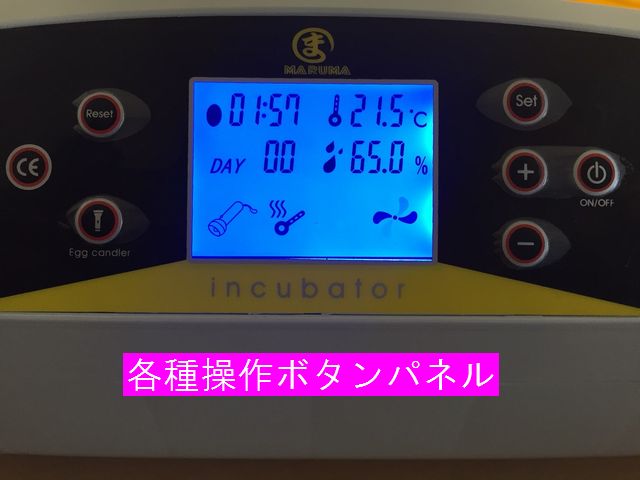 ま
MARUMA
Reset
01:57
21.5 °C
Set
CE
DAY 00
65.0 %
+
ON/OFF
Egg candler
−
incubator
各種操作ボタンパネル